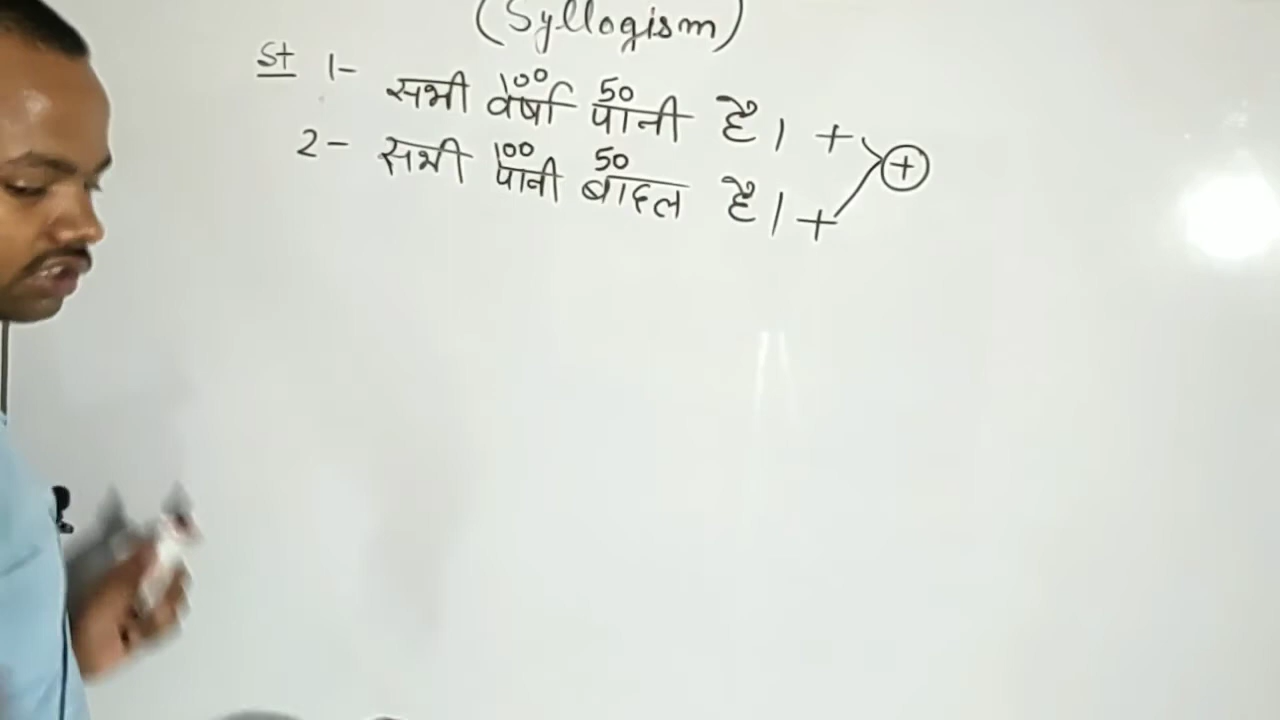 (Syllogism)
St 1- सभी वर्षा पानी है। +
100 50
2- सभी पानी बादल है। + (+)
100 50